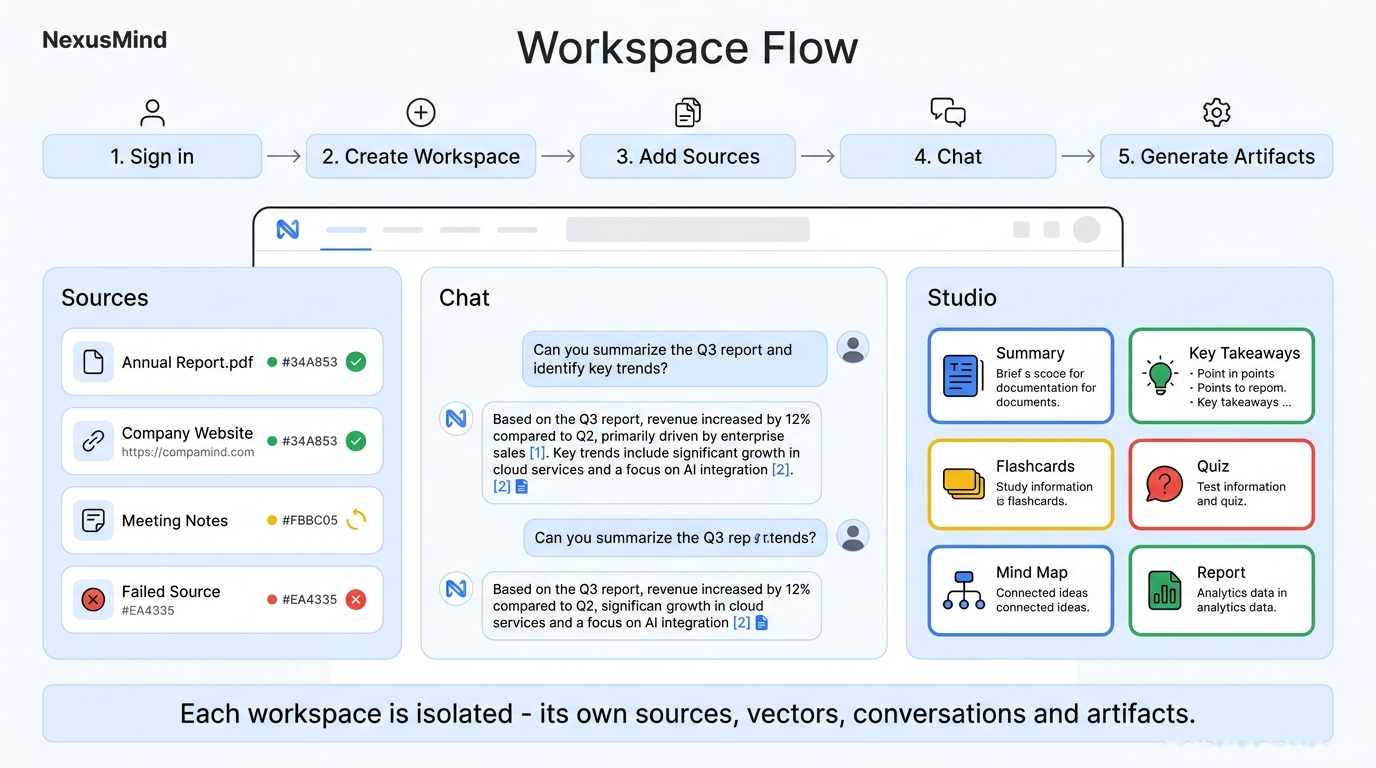 NexusMind
Workspace Flow
1. Sign in
2. Create Workspace
3. Add Sources
4. Chat
5. Generate Artifacts
Sources
Annual Report.pdf
#34A853
Company Website
https://compamind.com
#34A853
Meeting Notes
#FBBC05
Failed Source
#EA4335
#EA4335
Chat
Can you summarize the Q3 report and
identify key trends?
Based on the Q3 report, revenue increased by 12%
compared to Q2, primarily driven by enterprise
sales [1]. Key trends include significant growth in
cloud services and a focus on AI integration [2].
[2]
Can you summarize the Q3 rep
Based on the Q3 report, revenue increased by 12%
compared to Q2, significan growth in cloud
services and a focus on AI integration [2]
Studio
Summary
Brief s scoce for
documentation for
documents.
Key Takeaways
· Point in points
· Points to repom.
· Key takeaways ...
Flashcards
Study information
is flashcards.
Quiz
Test information
and quiz.
Mind Map
Connected ideas
connected ideas.
Report
Analytics data in
analytics data.
Each workspace is isolated - its own sources, vectors, conversations and artifacts.